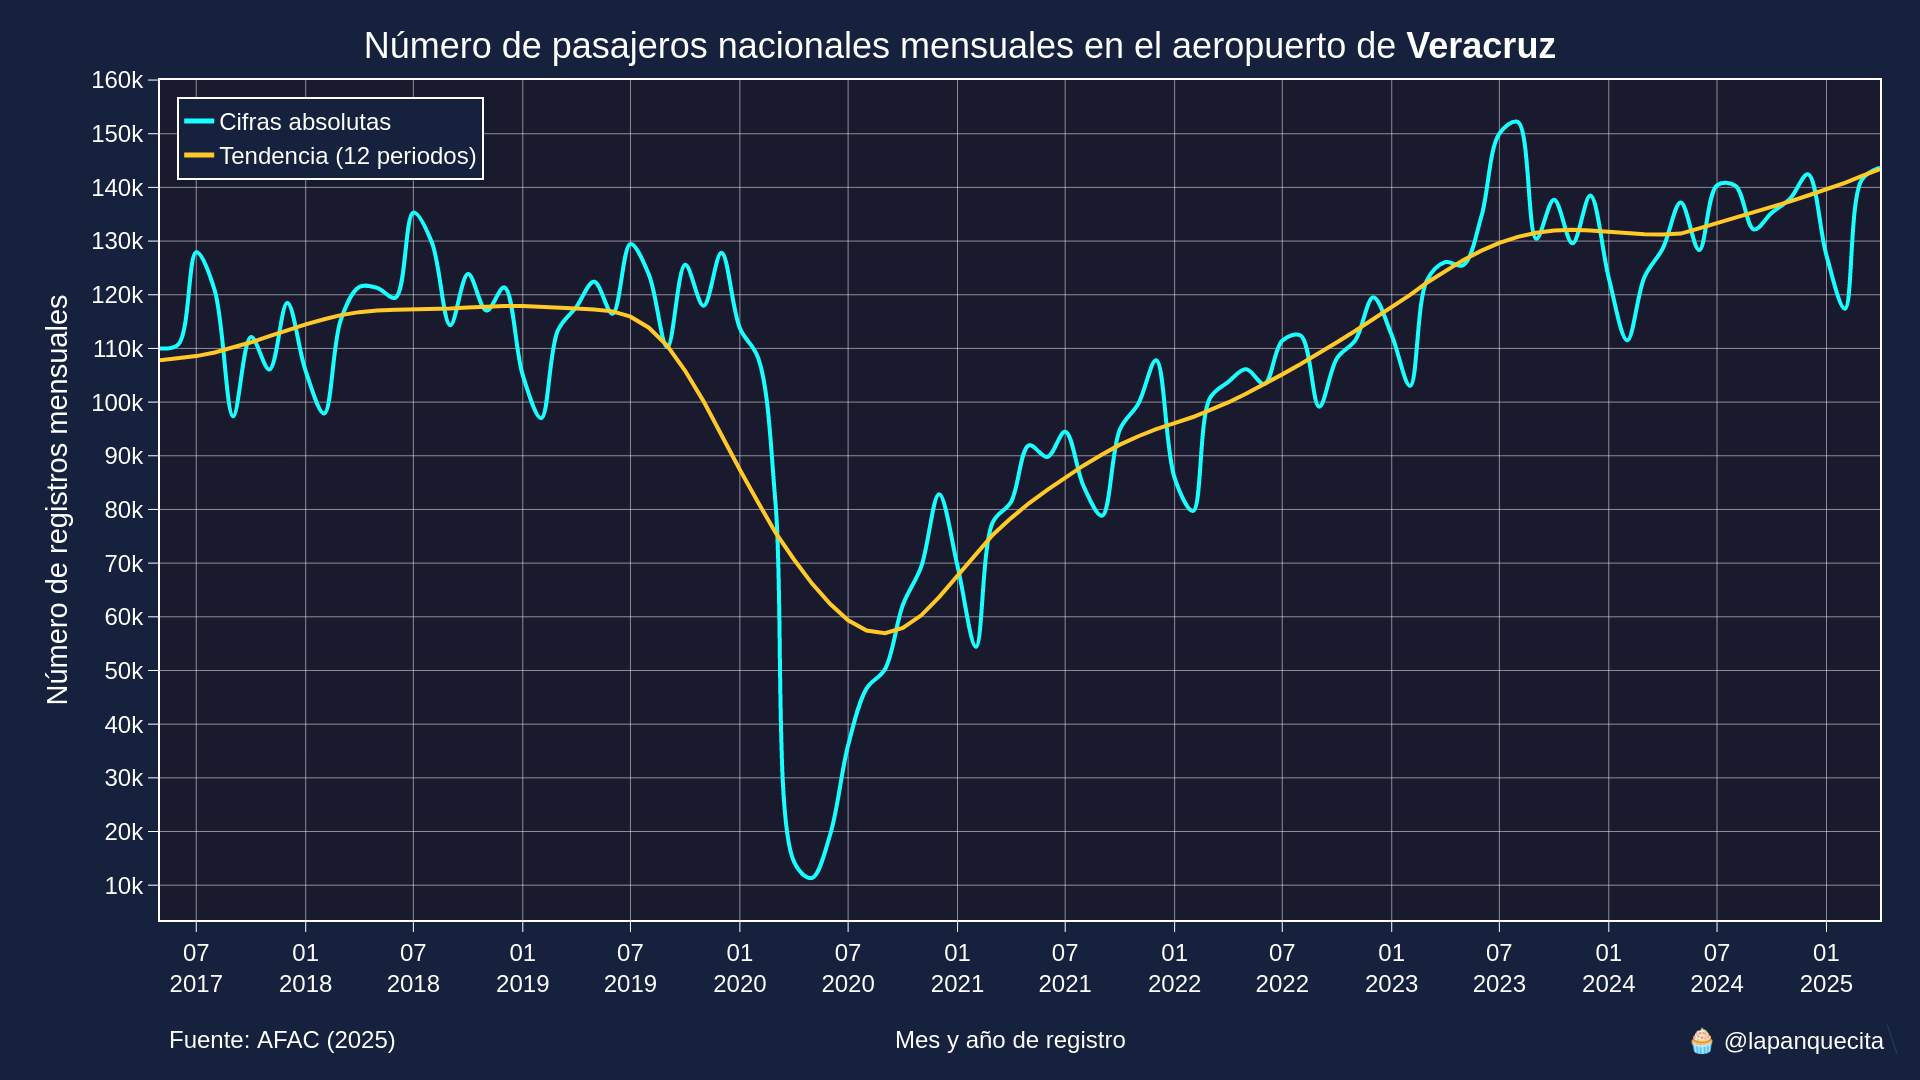 Número de pasajeros nacionales mensuales en el aeropuerto de Veracruz
Cifras absolutas
Tendencia (12 periodos)
Número de registros mensuales
160k
150k
140k
130k
120k
110k
100k
90k
80k
70k
60k
50k
40k
30k
20k
10k
07 01 07 01 07 01 07 01 07 01 07 01 07 01 07 01
2017 2018 2018 2019 2019 2020 2020 2021 2021 2022 2022 2023 2023 2024 2024 2025
Fuente: AFAC (2025) Mes y año de registro 🧁 @lapanquecita